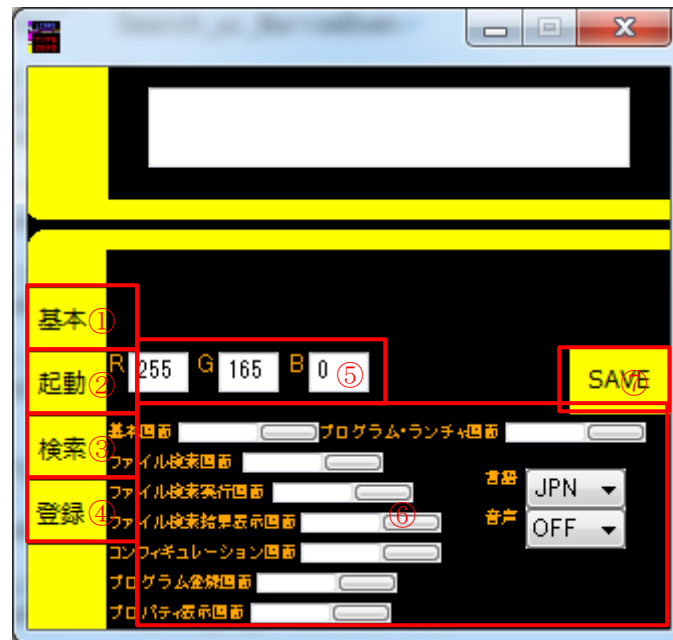 基本①
R 255 G 165 B 0 ⑤
起動②
SAVE ⑦
基本画面 プログラム・ランチャ画面
検索③
ファイル検索画面
ファイル検索実行画面
言語 JPN
登録④
ファイル検索結果表示画面 ⑥
音声 OFF
コンフィギュレーション画面
プログラム登録画面
プロパティ表示画面